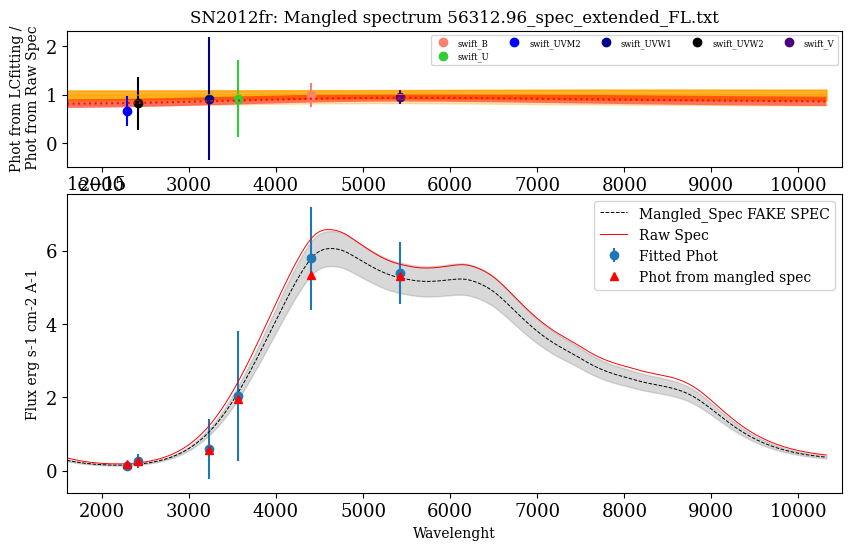 SN2012fr: Mangled spectrum 56312.96_spec_extended_FL.txt
Phot from LCfitting /
Phot from Raw Spec
2
1
0
swift_B swift_UVM2 swift_UVW1 swift_UVW2 swift_V
swift_U
2000 3000 4000 5000 6000 7000 8000 9000 10000
1e−15
Flux erg s-1 cm-2 A-1
6
4
2
0
Mangled_Spec FAKE SPEC
Raw Spec
Fitted Phot
Phot from mangled spec
2000 3000 4000 5000 6000 7000 8000 9000 10000
Wavelenght